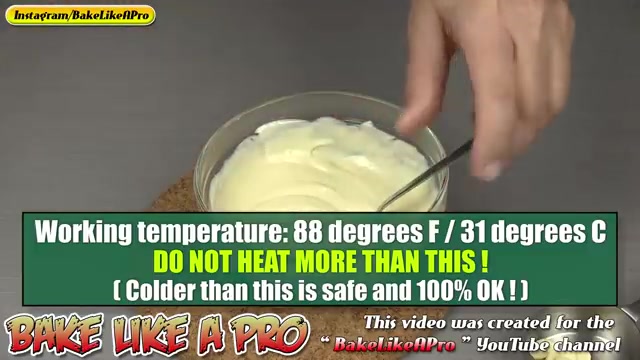 Instagram/BakeLikeAPro
Working temperature: 88 degrees F / 31 degrees C
DO NOT HEAT MORE THAN THIS !
( Colder than this is safe and 100% OK ! )
BAKE LIKE A PRO
This video was created for the
“ BakeLikeAPro ” YouTube channel